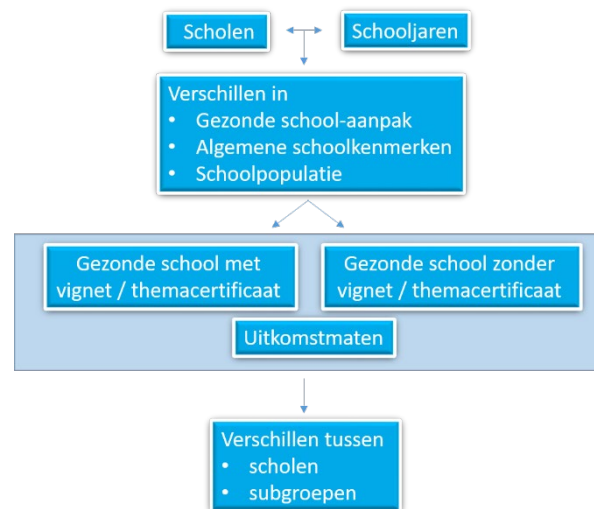 Scholen
Schooljaren
Verschillen in
• Gezonde school-aanpak
• Algemene schoolkenmerken
• Schoolpopulatie
Gezonde school met
vignet / themacertificaat
Gezonde school zonder
vignet / themacertificaat
Uitkomstmaten
Verschillen tussen
• scholen
• subgroepen